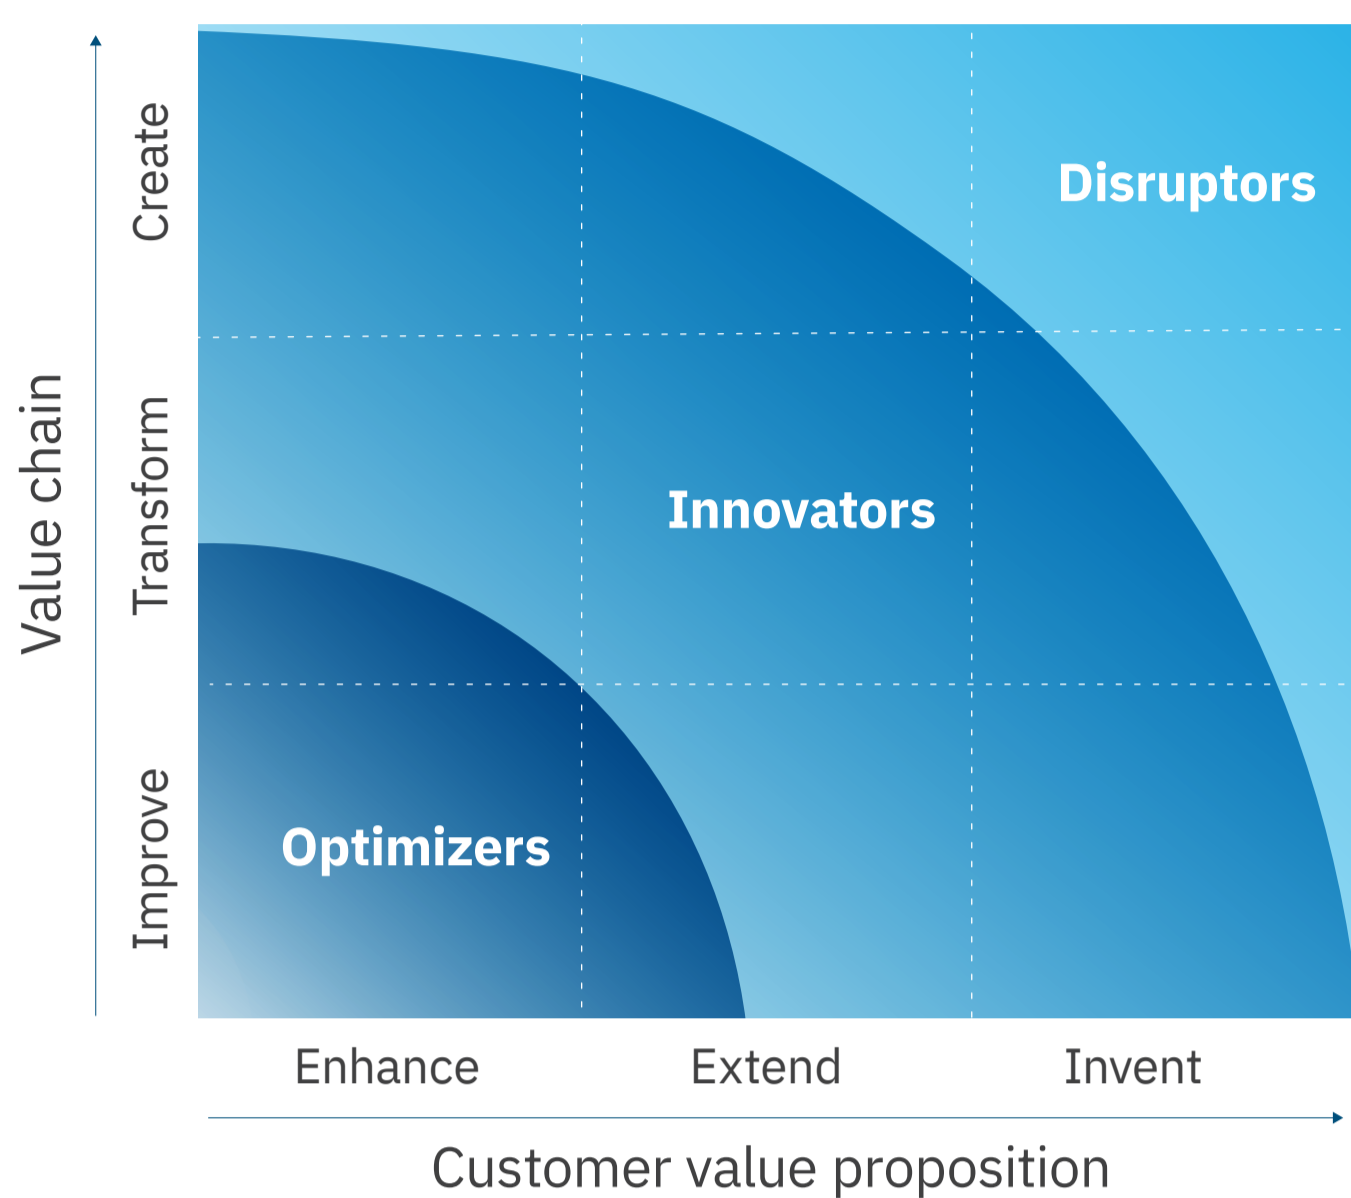 Value chain
Create
Transform
Improve
Disruptors
Innovators
Optimizers
Enhance
Extend
Invent
Customer value proposition